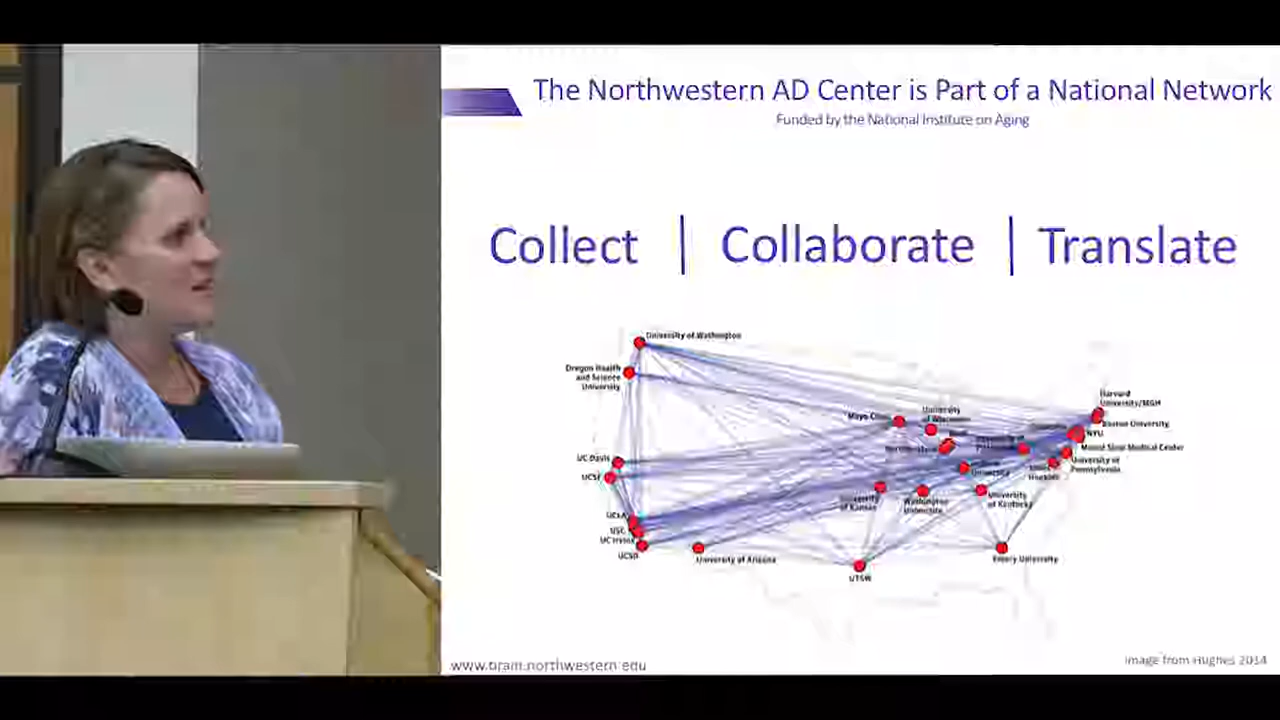 The Northwestern AD Center is Part of a National Network
Funded by the National Institute on Aging
Collect | Collaborate | Translate
University of Washington
Oregon Health
and Science
University
Harvard
University/MGH
Mayo Clinic
University
of Wisconsin
Boston University
NYU
Northwestern
Mount Sinai Medical Center
UC Davis
University of
Pennsylvania
UCSF
University
University
of Kansas
Washington
University
University
of Kentucky
UCLA
USC
UC Irvine
UCSD
University of Arizona
Emory University
UTSW
www.brain.northwestern.edu
Image from Hughes 2014